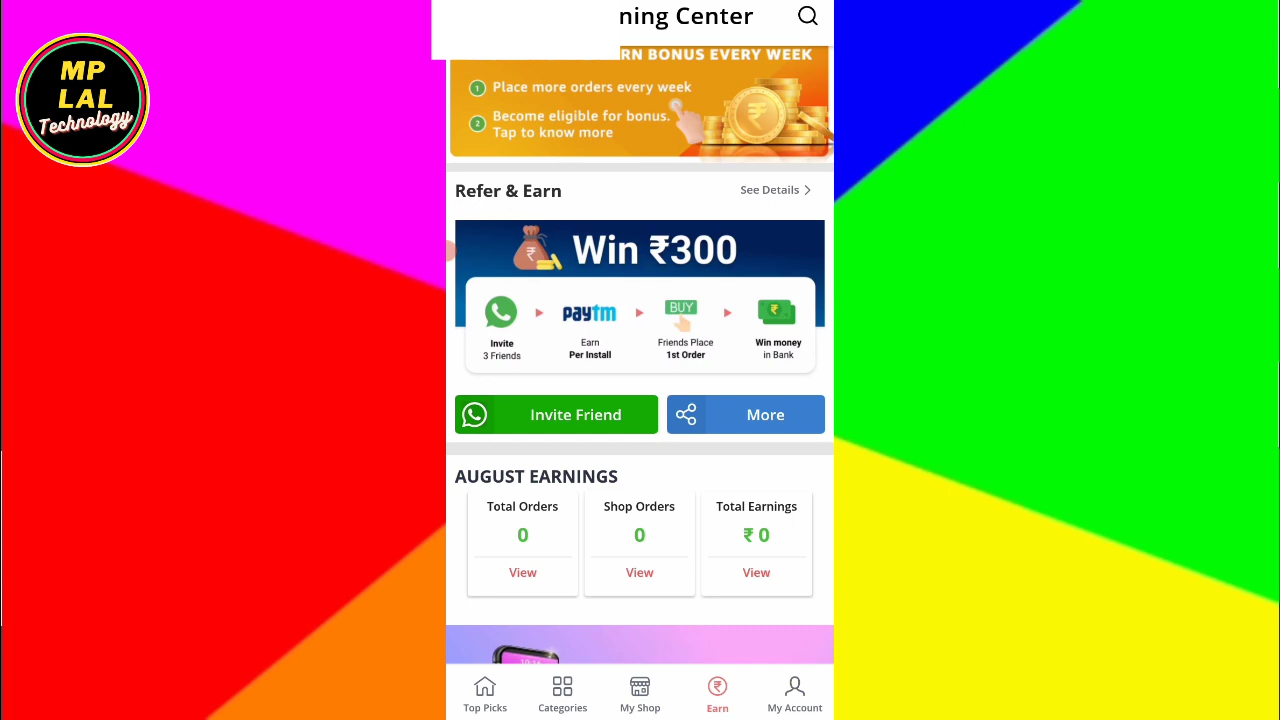 MP
LAL
Technology
ning Center
RN BONUS EVERY WEEK
1 Place more orders every week
2 Become eligible for bonus.
Tap to know more
Refer & Earn
See Details
Win ₹300
Invite
3 Friends
paytm
Earn
Per Install
BUY
Friends Place
1st Order
Win money
in Bank
Invite Friend
More
AUGUST EARNINGS
Total Orders
0
View
Shop Orders
0
View
Total Earnings
₹ 0
View
Top Picks
Categories
My Shop
Earn
My Account